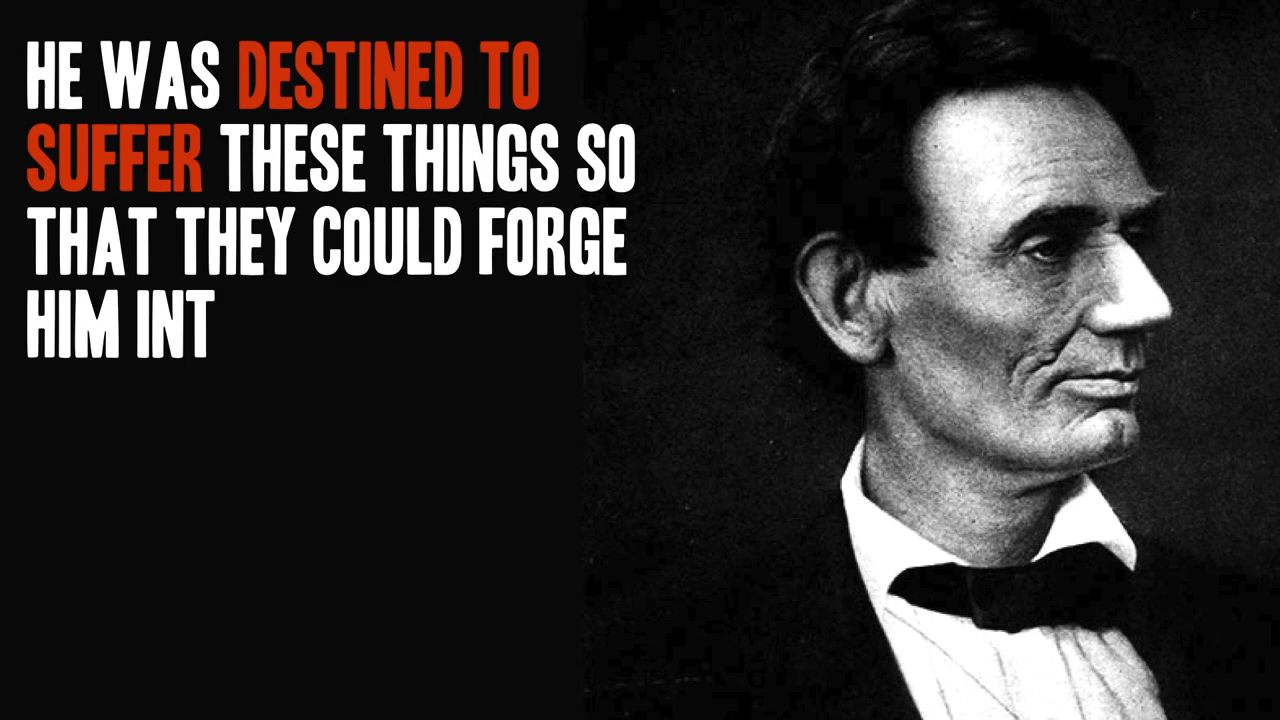 HE WAS DESTINED TO
SUFFER THESE THINGS SO
THAT THEY COULD FORGE
HIM INT